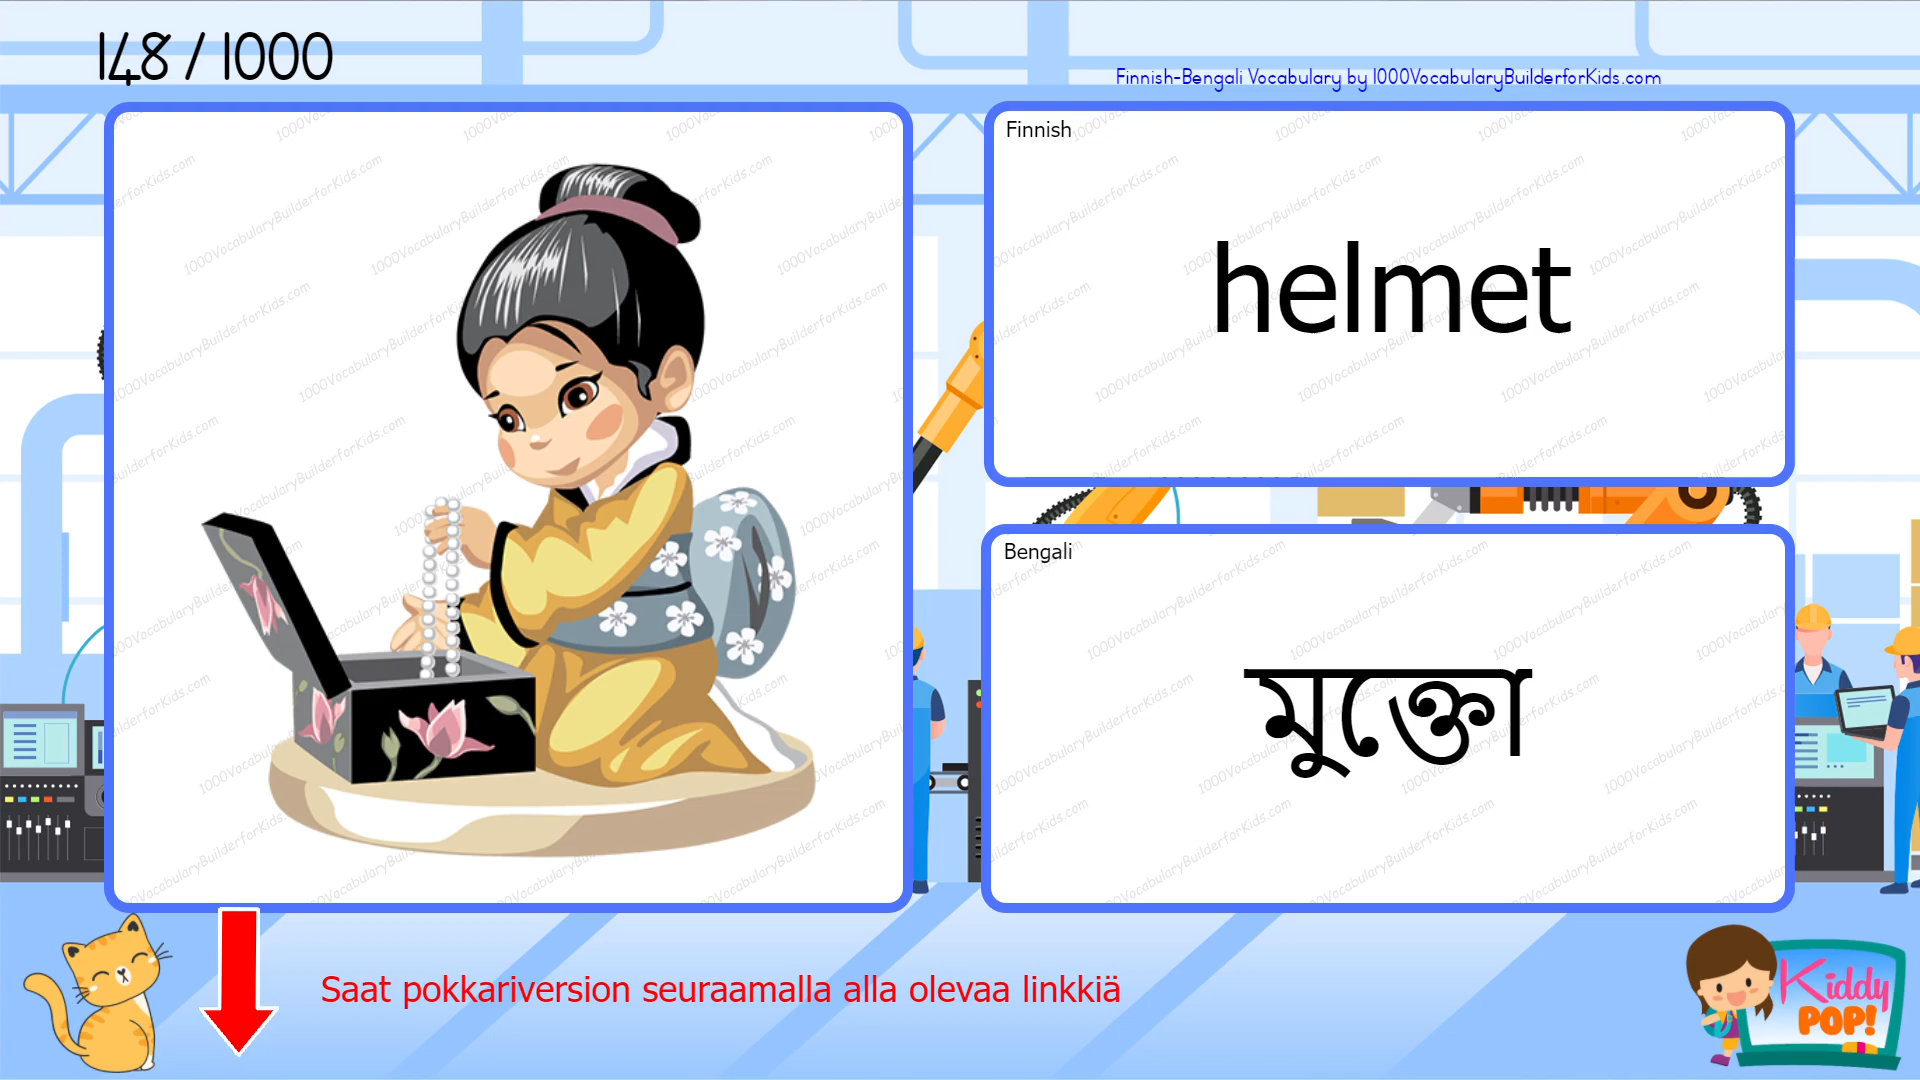 148 / 1000
Finnish-Bengali Vocabulary by 1000VocabularyBuilderforKids.com
Finnish
helmet
Bengali
মুক্তো
Saat pokkariversion seuraamalla alla olevaa linkkiä
Kiddy
POP!